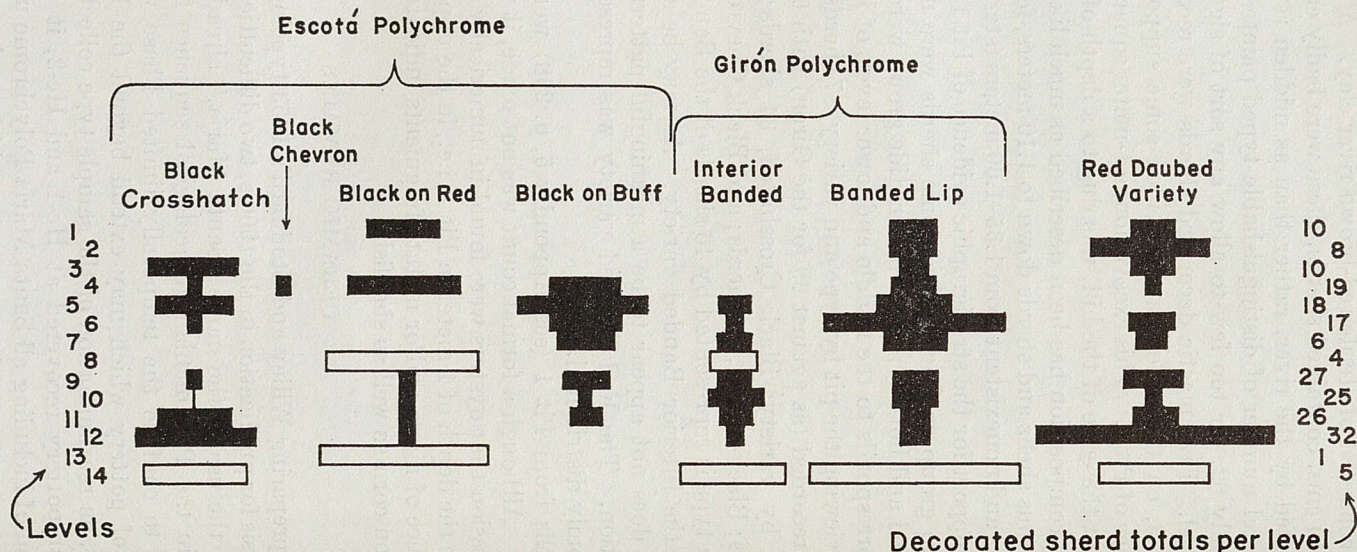 Escotá Polychrome
Girón Polychrome
Black
Chevron
Black
Crosshatch
Black on Red
Black on Buff
Interior
Banded
Banded Lip
Red Daubed
Variety
1 10
2 8
3 10
4 19
5 18
6 17
7 6
8 4
9 27
10 25
11 26
12 32
13 1
14 5
Levels
Decorated sherd totals per level